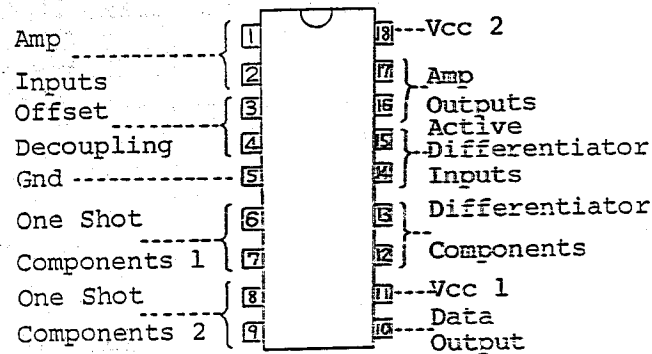 Amp
Inputs
Offset
Decoupling
Gnd
One Shot
Components 1
One Shot
Components 2
1
2
3
4
5
6
7
8
9
18
17
16
15
14
13
12
11
10
Vcc 2
Amp
Outputs
Active
Differentiator
Inputs
Differentiator
Components
Vcc 1
Data
Output